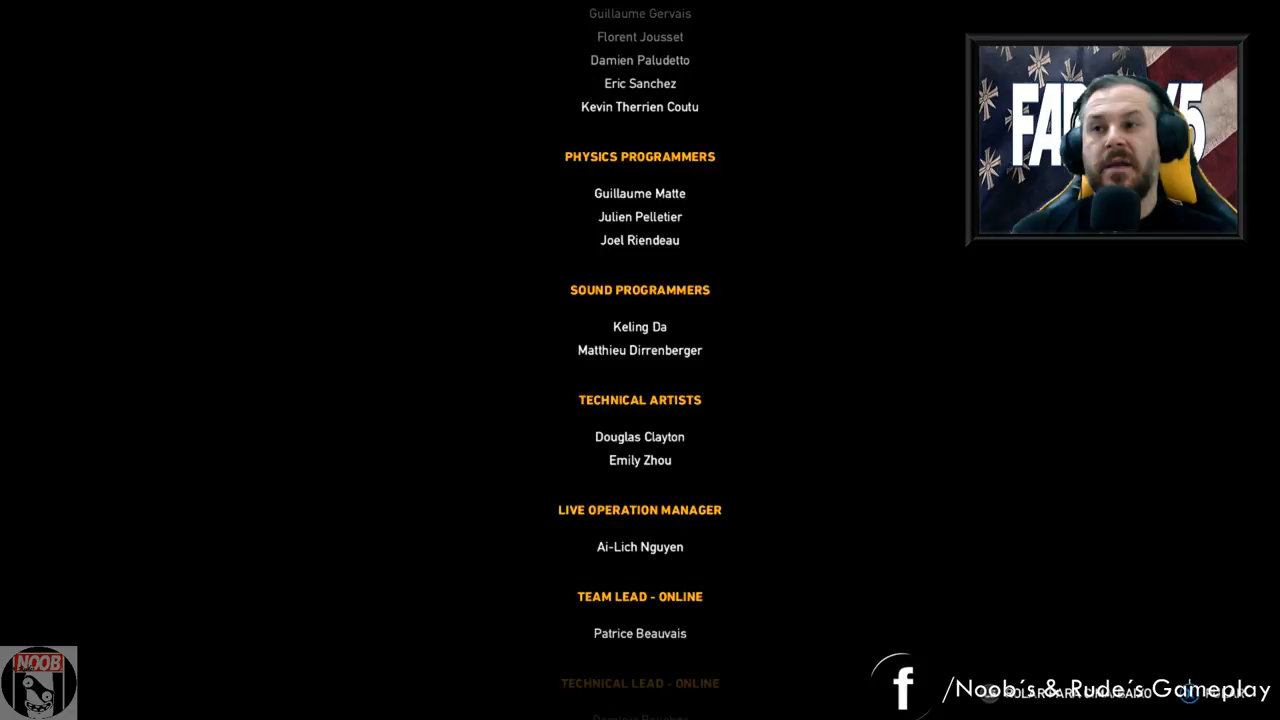 Guillaume Gervais
Florent Jousset
Damien Paludetto
Eric Sanchez
Kevin Therrien Coutu
PHYSICS PROGRAMMERS
Guillaume Matte
Julien Pelletier
Joel Riendeau
SOUND PROGRAMMERS
Keling Da
Matthieu Dirrenberger
TECHNICAL ARTISTS
Douglas Clayton
Emily Zhou
LIVE OPERATION MANAGER
Ai-Lich Nguyen
TEAM LEAD - ONLINE
Patrice Beauvais
TECHNICAL LEAD - ONLINE
NOOB
f /Noob's & Rude's Gameplay